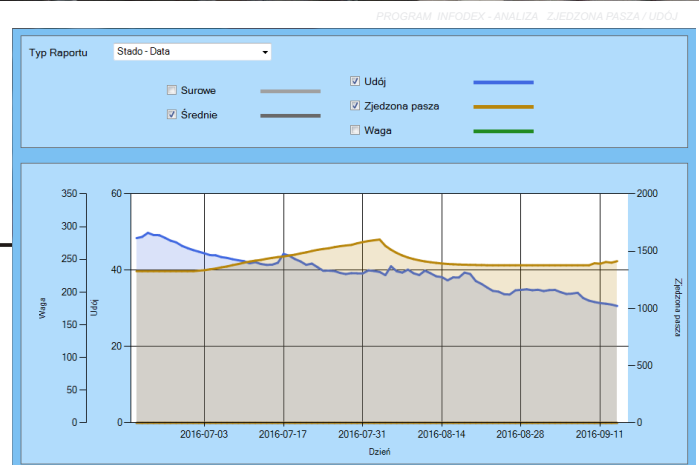 PROGRAM INFODEX - ANALIZA ZJEDZONA PASZA / UDÓJ
Typ Raportu
Stado - Data
Surowe
Średnie
Udój
Zjedzona pasza
Waga
350
300
250
200
150
100
50
0
Waga
60
40
20
0
Udój
2000
1500
1000
500
0
Zjedzona pasza
2016-07-03
2016-07-17
2016-07-31
2016-08-14
2016-08-28
2016-09-11
Dzień